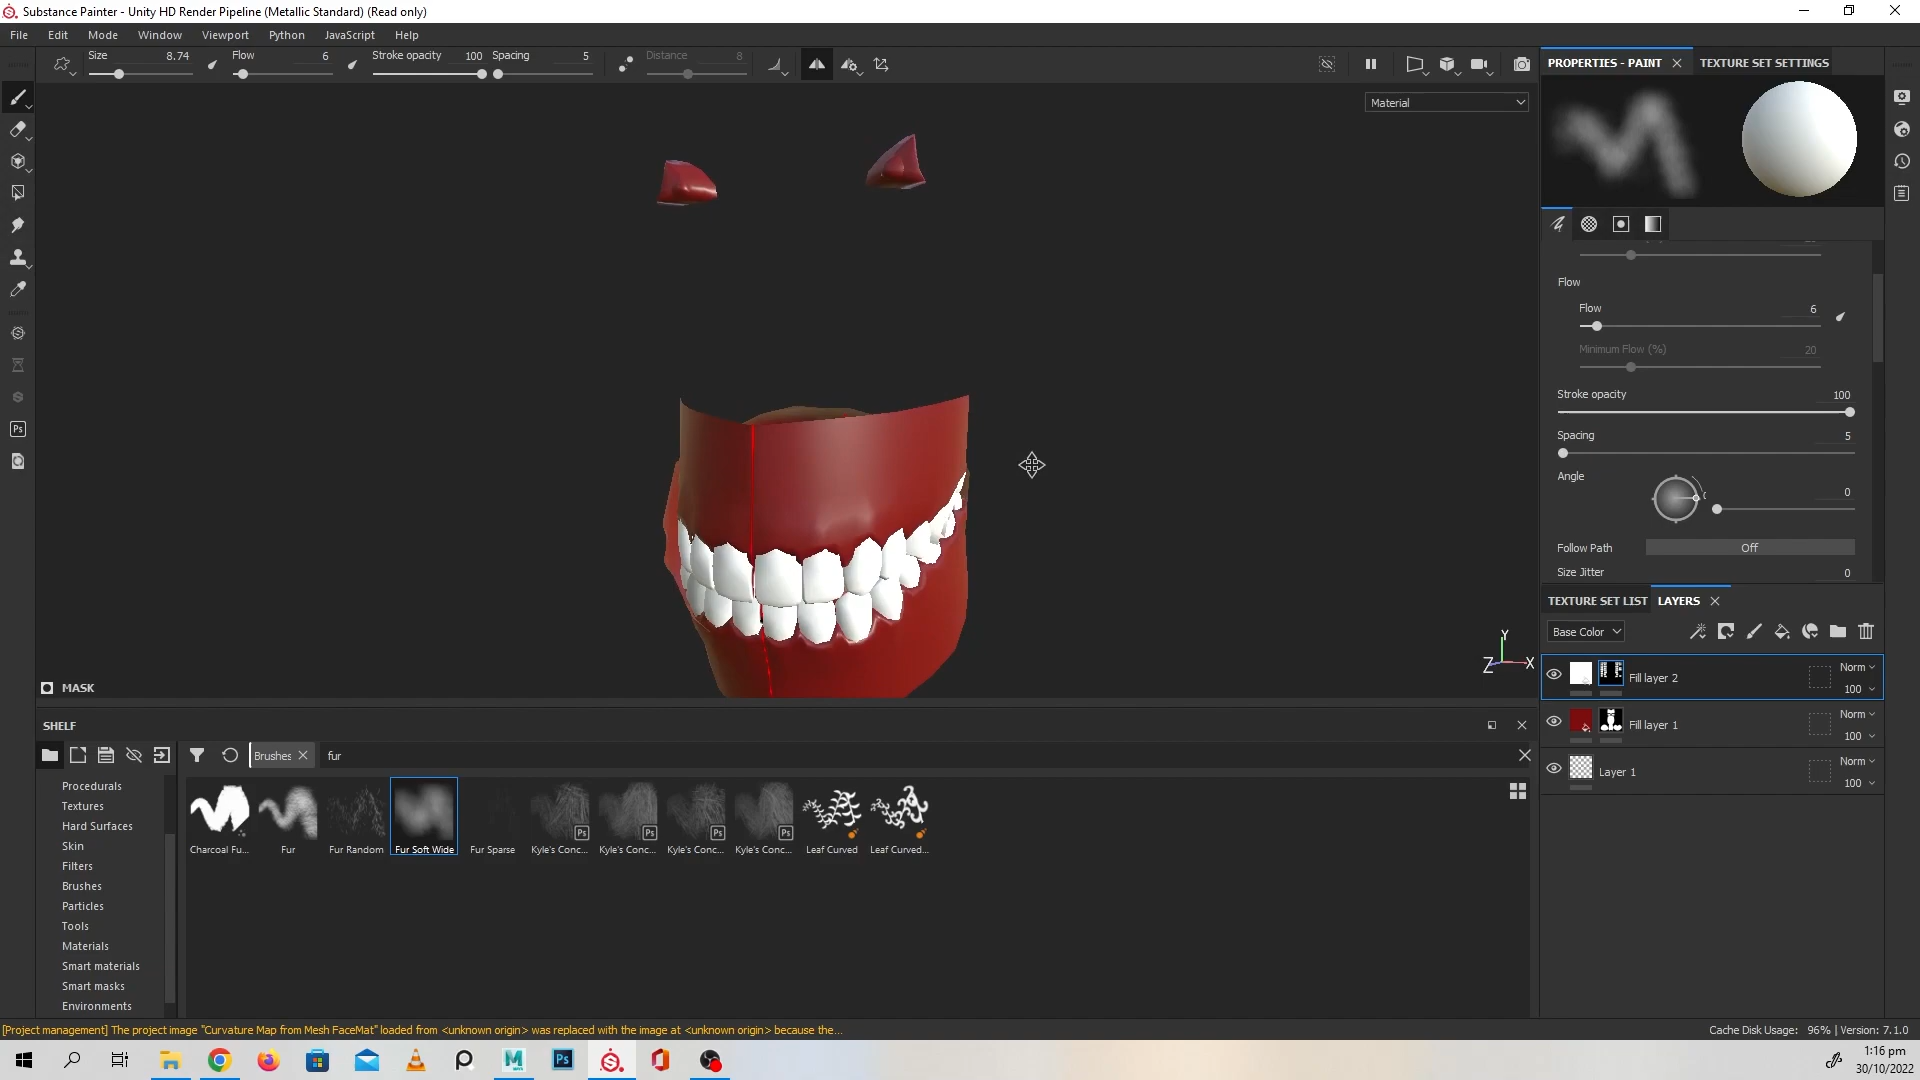 Substance Painter - Unity HD Render Pipeline (Metallic Standard) (Read only)
File Edit Mode Window Viewport Python JavaScript Help
Size 8.74 Flow 6 Stroke opacity 100 Spacing 5 Distance 8
PROPERTIES - PAINT TEXTURE SET SETTINGS
Material
Flow
Flow 6
Minimum Flow (%) 20
Stroke opacity 100
Spacing 5
Angle
0
Follow Path Off
Size Jitter 0
TEXTURE SET LIST LAYERS
Base Color
Norm
Fill layer 2
100
Norm
Fill layer 1
100
Norm
Layer 1
100
Y
Z X
MASK
SHELF
Brushes fur
Procedurals
Textures
Hard Surfaces
Skin
Filters
Brushes
Particles
Tools
Materials
Smart materials
Smart masks
Environments
Ps Ps Ps Ps
Charcoal Fu... Fur Fur Random Fur Soft Wide Fur Sparse Kyle's Conc... Kyle's Conc... Kyle's Conc... Kyle's Conc... Leaf Curved Leaf Curved...
Ps
[Project management] The project image "Curvature Map from Mesh FaceMat" loaded from <unknown origin> was replaced with the image at <unknown origin> because the...
Cache Disk Usage: 96% | Version: 7.1.0
M Ps
1:16 pm
30/10/2022